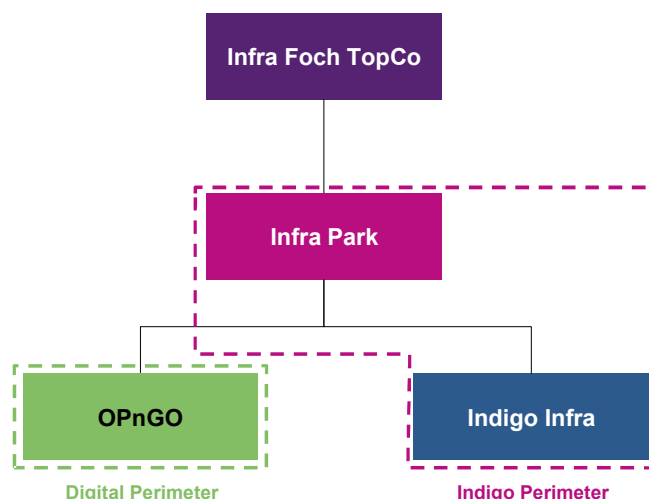 Infra Foch TopCo
Infra Park
OPnGO
Indigo Infra
Digital Perimeter
Indigo Perimeter